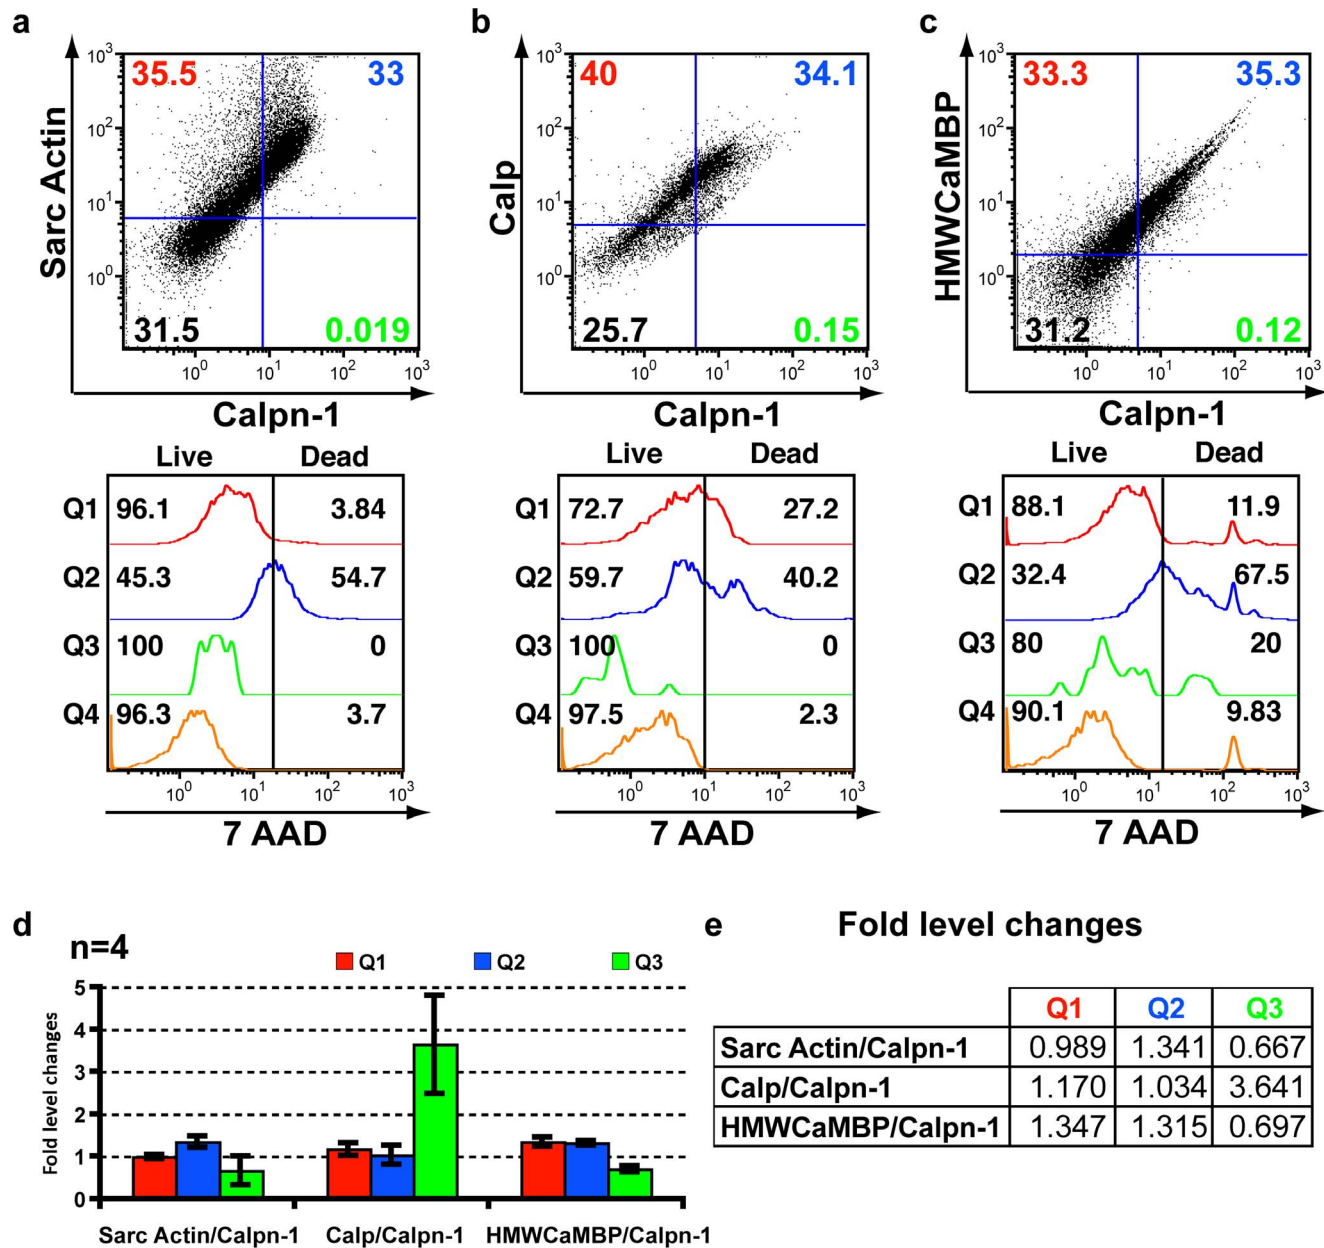 a
b
c
35.5 33
31.5 0.019
Sarc Actin
10³
10²
10¹
10⁰
10⁰ 10¹ 10² 10³
Calpn-1
40 34.1
25.7 0.15
Calp
10³
10²
10¹
10⁰
10⁰ 10¹ 10² 10³
Calpn-1
33.3 35.3
31.2 0.12
HMWCaMBP
10³
10²
10¹
10⁰
10⁰ 10¹ 10² 10³
Calpn-1
Live Dead
Q1 96.1 3.84
Q2 45.3 54.7
Q3 100 0
Q4 96.3 3.7
10⁰ 10¹ 10² 10³
7 AAD
Live Dead
Q1 72.7 27.2
Q2 59.7 40.2
Q3 100 0
Q4 97.5 2.3
10⁰ 10¹ 10² 10³
7 AAD
Live Dead
Q1 88.1 11.9
Q2 32.4 67.5
Q3 80 20
Q4 90.1 9.83
10⁰ 10¹ 10² 10³
7 AAD
d
n=4
Q1 Q2 Q3
Fold level changes
5
4
3
2
1
0
Sarc Actin/Calpn-1 Calp/Calpn-1 HMWCaMBP/Calpn-1
e Fold level changes
Q1 Q2 Q3
Sarc Actin/Calpn-1 0.989 1.341 0.667
Calp/Calpn-1 1.170 1.034 3.641
HMWCaMBP/Calpn-1 1.347 1.315 0.697